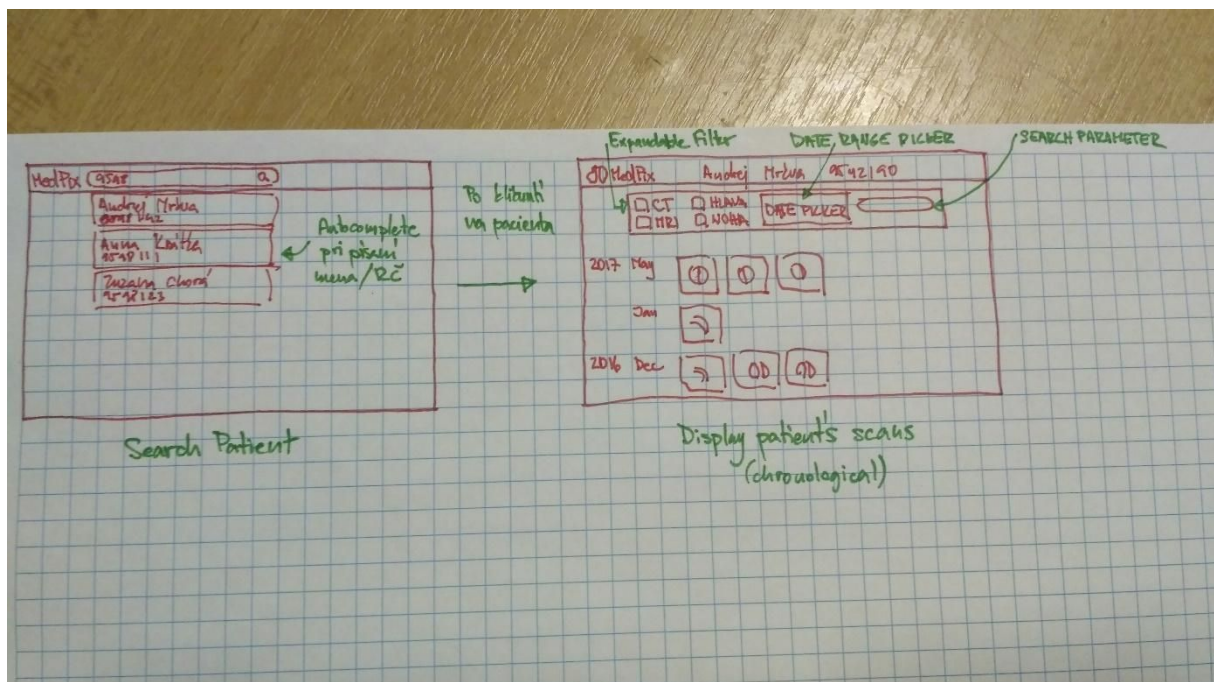 MedPix 9548
Andrej Mrkva
Anna
9548111
Zuzana Chorá
9548123
Autocomplete
pri písaní
mena/RČ
Search Patient
Po kliknutí
na pacienta
Expandable Filter
DATE RANGE PICKER
SEARCH PARAMETER
MedPix Andrej Mrkva
CT HLAVA
MRI NOHA
DATE PICKER
2017 May
Jan
2016 Dec
Display patient's scans
(chronological)